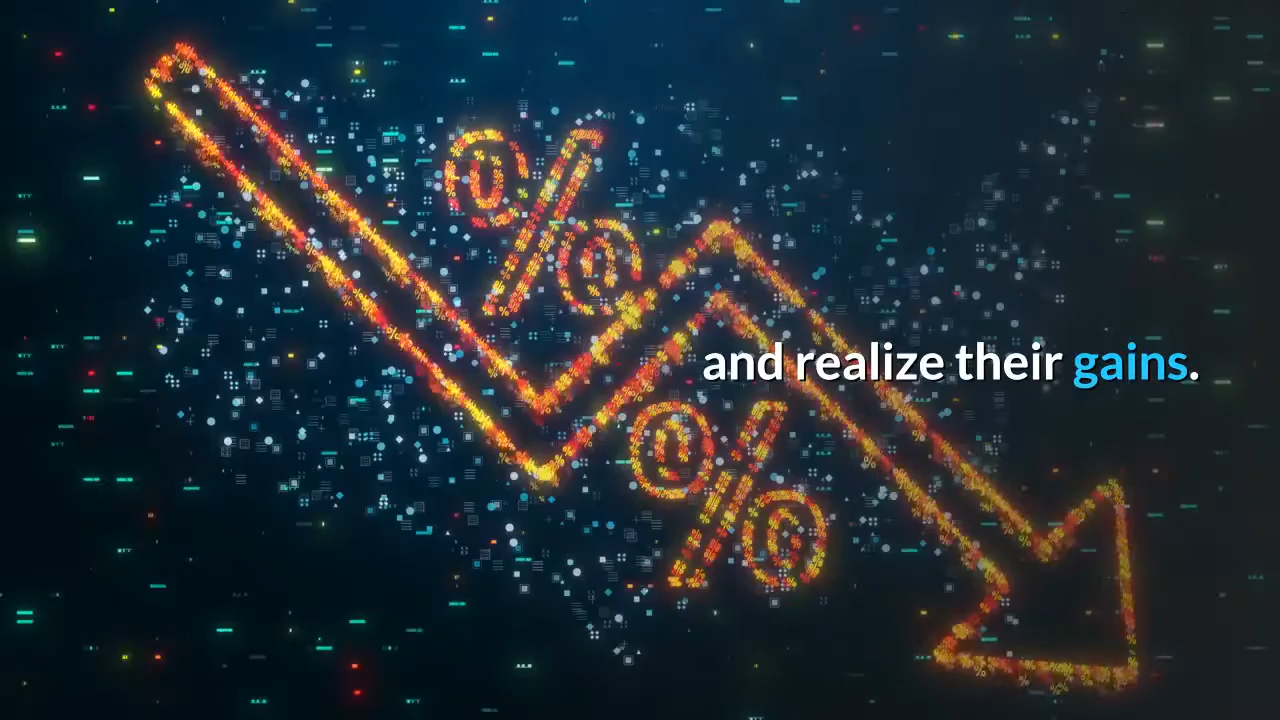 %
and realize their gains.
%